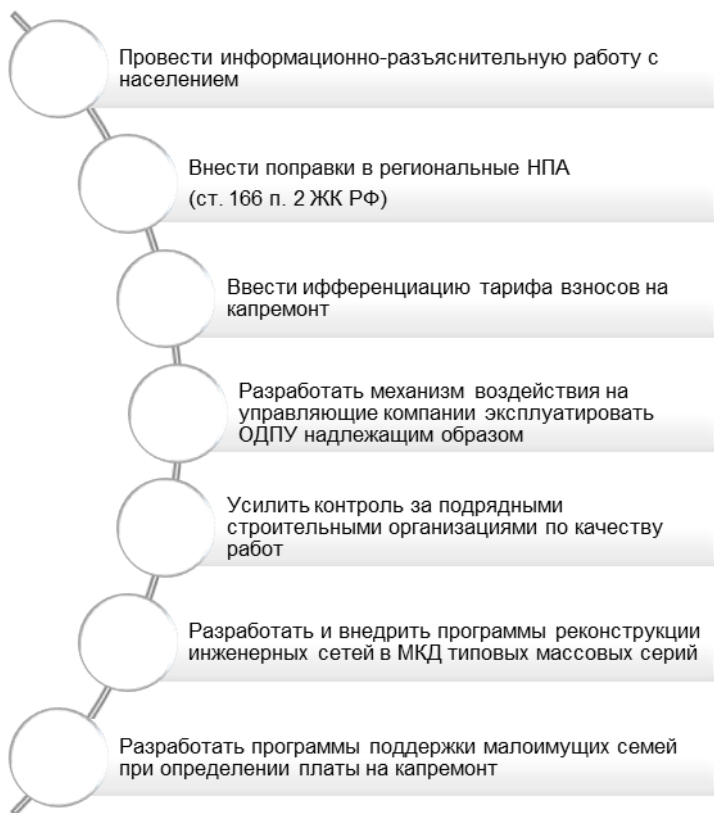 Провести информационно-разъяснительную работу с
населением
Внести поправки в региональные НПА
(ст. 166 п. 2 ЖК РФ)
Ввести ифференциацию тарифа взносов на
капремонт
Разработать механизм воздействия на
управляющие компании эксплуатировать
ОДПУ надлежащим образом
Усилить контроль за подрядными
строительными организациями по качеству
работ
Разработать и внедрить программы реконструкции
инженерных сетей в МКД типовых массовых серий
Разработать программы поддержки малоимущих семей
при определении платы на капремонт